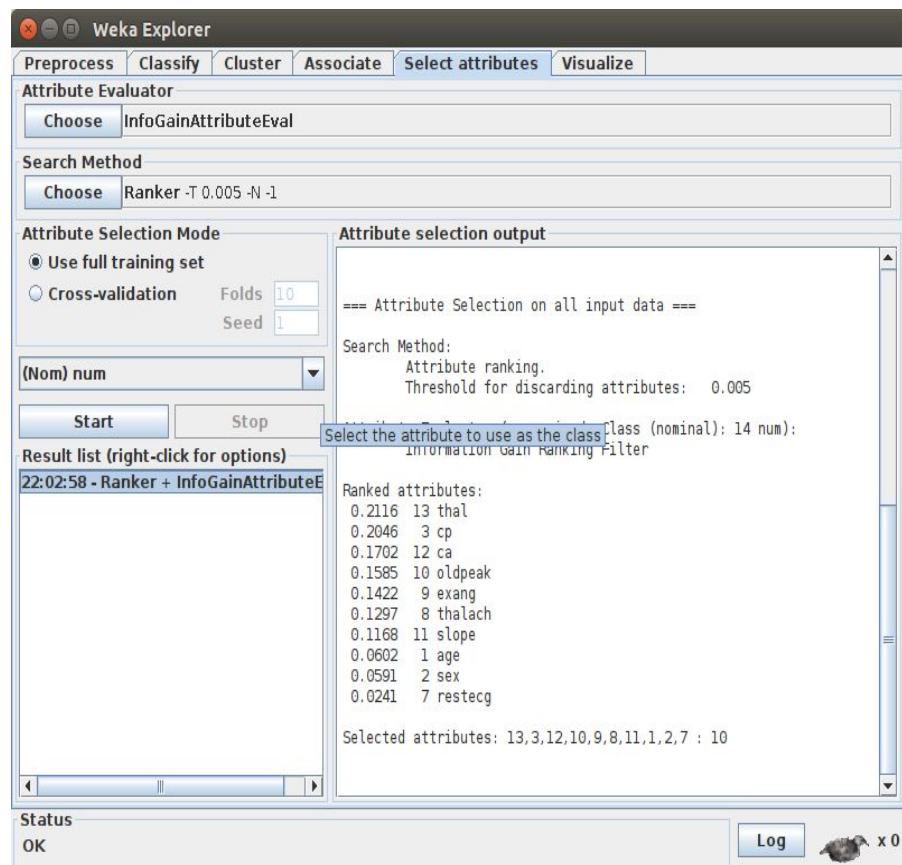 Weka Explorer
Preprocess Classify Cluster Associate Select attributes Visualize
Attribute Evaluator
Choose InfoGainAttributeEval
Search Method
Choose Ranker -T 0.005 -N -1
Attribute Selection Mode
Use full training set
Cross-validation Folds 10
Seed 1
(Nom) num
Start Stop
Result list (right-click for options)
22:02:58 - Ranker + InfoGainAttributeE
Attribute selection output
=== Attribute Selection on all input data ===
Search Method:
Attribute ranking.
Threshold for discarding attributes: 0.005
Select the attribute to use as the class
Class (nominal): 14 num):
Information Gain Ranking Filter
Ranked attributes:
0.2116 13 thal
0.2046 3 cp
0.1702 12 ca
0.1585 10 oldpeak
0.1422 9 exang
0.1297 8 thalach
0.1168 11 slope
0.0602 1 age
0.0591 2 sex
0.0241 7 restecg
Selected attributes: 13,3,12,10,9,8,11,1,2,7 : 10
Status
OK
Log x 0